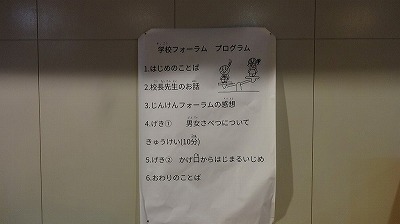 学校フォーラム プログラム
1.はじめのことば
2.校長先生のお話
3.じんけんフォーラムの感想
4.げき① 男女さべつについて
きゅうけい(10分)
5.げき② かげ口からはじまるいじめ
6.おわりのことば